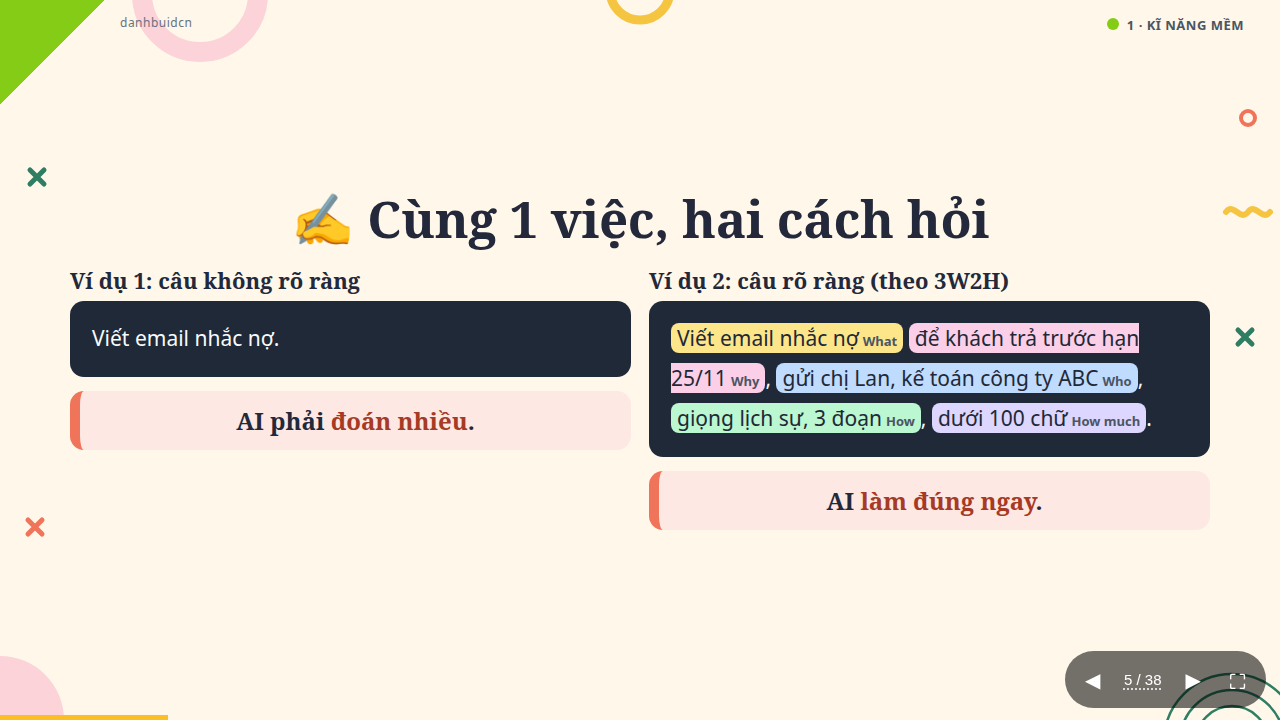 danhbuidcn
1 · KĨ NĂNG MỀM
✍️ Cùng 1 việc, hai cách hỏi
Ví dụ 1: câu không rõ ràng
Viết email nhắc nợ.
AI phải đoán nhiều.
Ví dụ 2: câu rõ ràng (theo 3W2H)
Viết email nhắc nợ What để khách trả trước hạn
25/11 Why, gửi chị Lan, kế toán công ty ABC Who,
giọng lịch sự, 3 đoạn How, dưới 100 chữ How much.
AI làm đúng ngay.
5 / 38